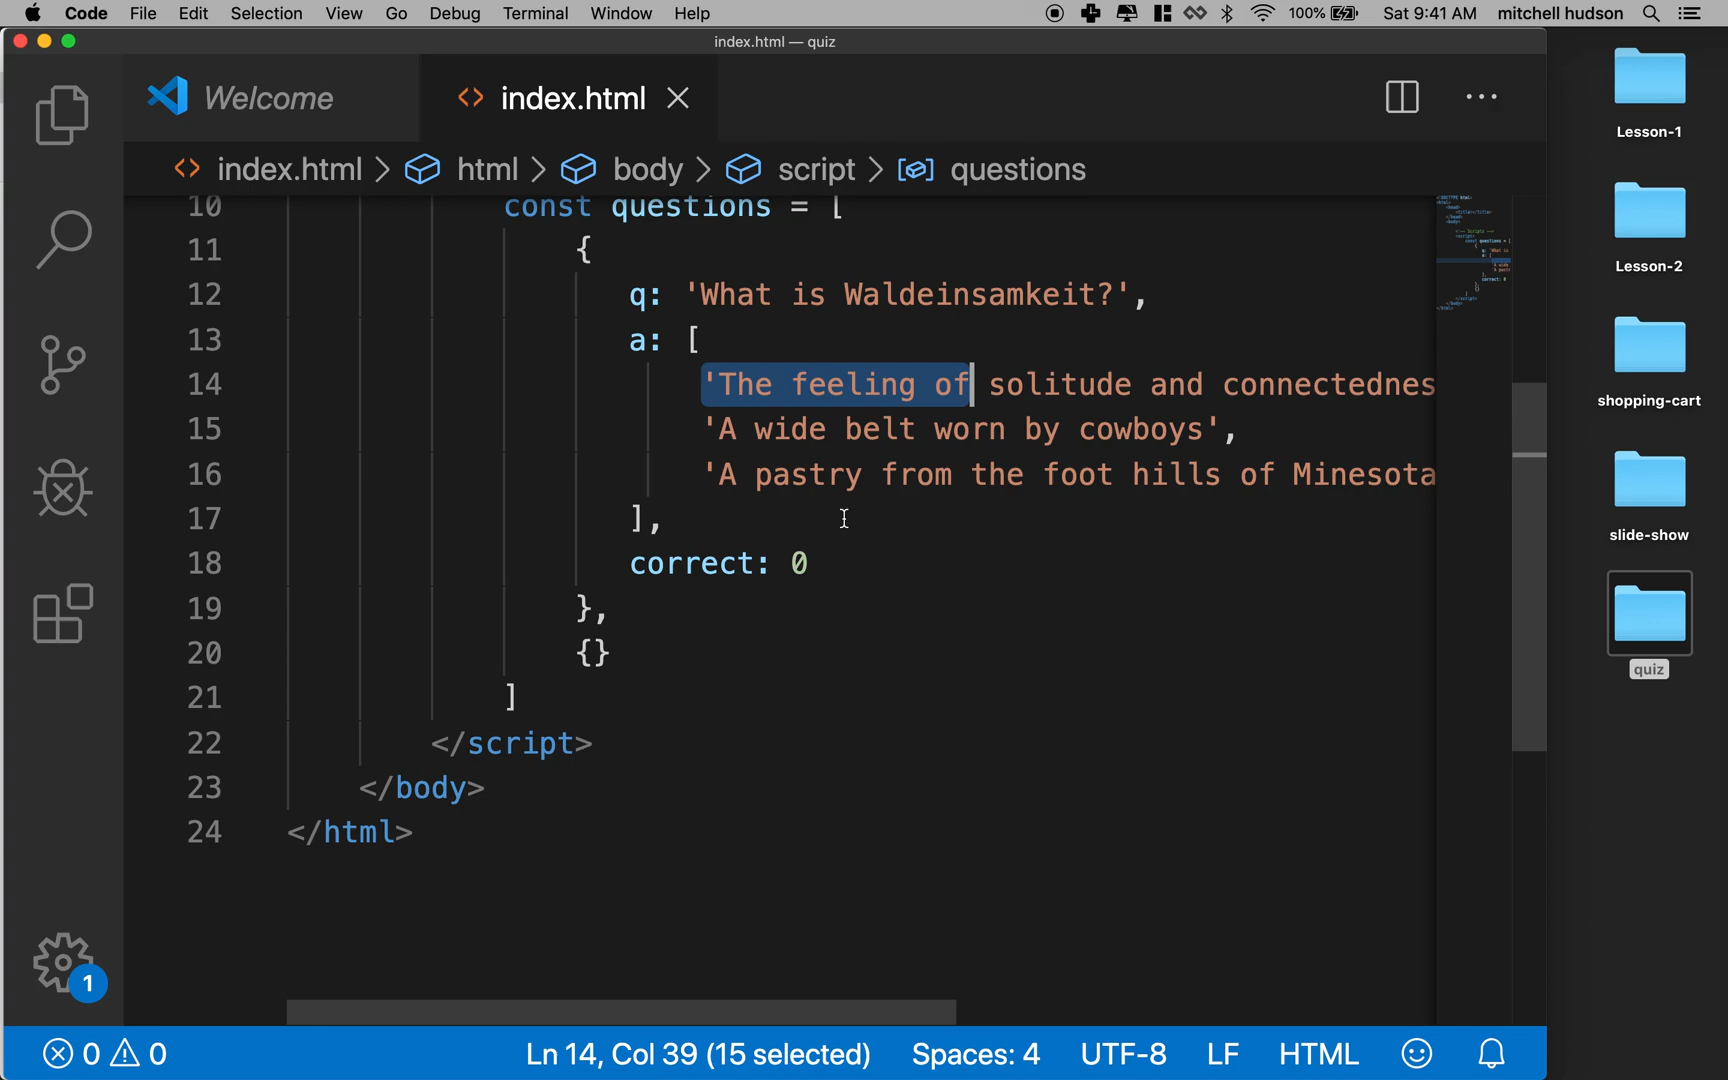 Code File Edit Selection View Go Debug Terminal Window Help 100% Sat 9:41 AM mitchell hudson
index.html — quiz
Welcome index.html
index.html > html > body > script > questions
10 const questions = [
11 {
12 q: 'What is Waldeinsamkeit?',
13 a: [
14 'The feeling of solitude and connectednes
15 'A wide belt worn by cowboys',
16 'A pastry from the foot hills of Minesota
17 ],
18 correct: 0
19 },
20 {}
21 ]
22 </script>
23 </body>
24 </html>
1
0 0 Ln 14, Col 39 (15 selected) Spaces: 4 UTF-8 LF HTML
Lesson-1
Lesson-2
shopping-cart
slide-show
quiz